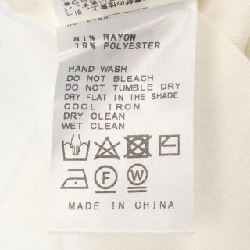 81% RAYON
19% POLYESTER
HAND WASH
DO NOT BLEACH
DO NOT TUMBLE DRY
DRY FLAT IN THE SHADE
COOL IRON
DRY CLEAN
WET CLEAN
F W
MADE IN CHINA